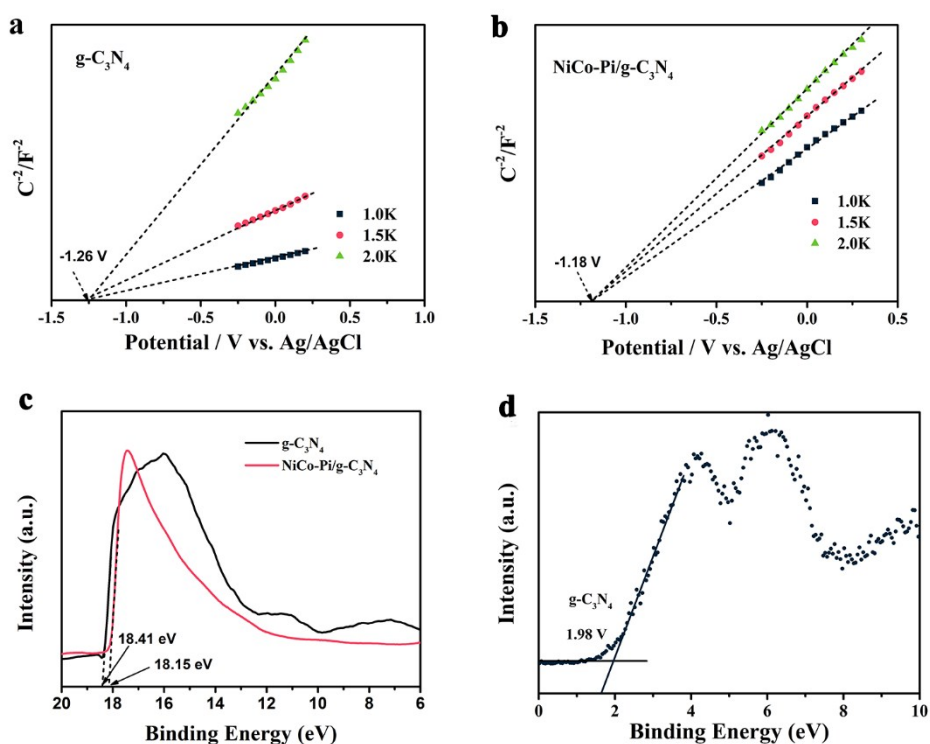 a
g-C₃N₄
C⁻²/F⁻²
1.0K
1.5K
2.0K
-1.26 V
-1.5 -1.0 -0.5 0.0 0.5 1.0
Potential / V vs. Ag/AgCl
b
NiCo-Pi/g-C₃N₄
C⁻²/F⁻²
1.0K
1.5K
2.0K
-1.18 V
-1.5 -1.0 -0.5 0.0 0.5
Potential / V vs. Ag/AgCl
c
g-C₃N₄
NiCo-Pi/g-C₃N₄
Intensity (a.u.)
18.41 eV
18.15 eV
20 18 16 14 12 10 8 6
Binding Energy (eV)
d
Intensity (a.u.)
g-C₃N₄
1.98 V
0 2 4 6 8 10
Binding Energy (eV)